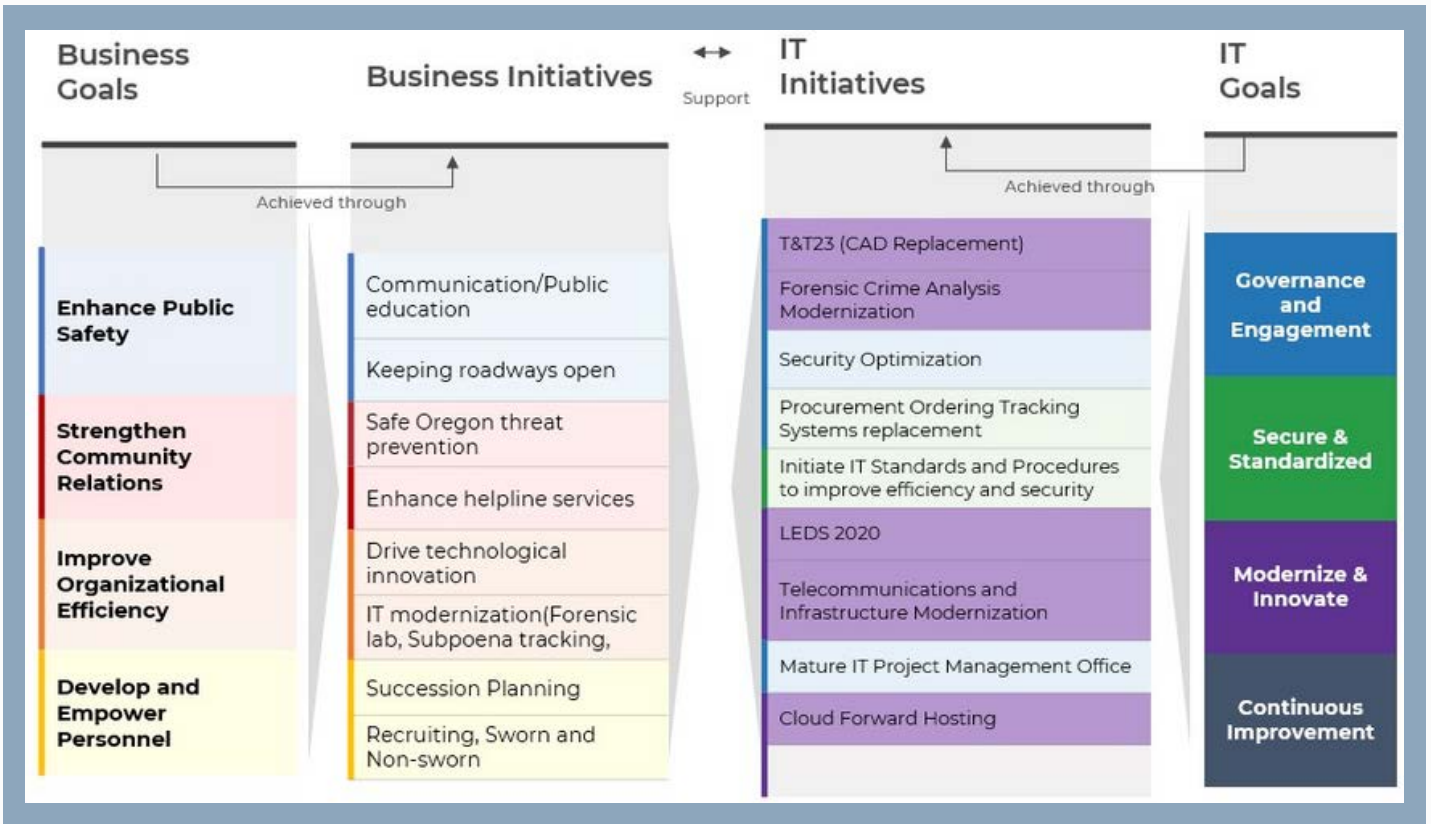 Business
Goals
Business Initiatives
Support
IT
Initiatives
IT
Goals
Achieved through
Achieved through
Enhance Public
Safety
Strengthen
Community
Relations
Improve
Organizational
Efficiency
Develop and
Empower
Personnel
Communication/Public
education
Keeping roadways open
Safe Oregon threat
prevention
Enhance helpline services
Drive technological
innovation
IT modernization(Forensic
lab, Subpoena tracking,
Succession Planning
Recruiting, Sworn and
Non-sworn
T&T23 (CAD Replacement)
Forensic Crime Analysis
Modernization
Security Optimization
Procurement Ordering Tracking
Systems replacement
Initiate IT Standards and Procedures
to improve efficiency and security
LEDS 2020
Telecommunications and
Infrastructure Modernization
Mature IT Project Management Office
Cloud Forward Hosting
Governance
and
Engagement
Secure &
Standardized
Modernize &
Innovate
Continuous
Improvement